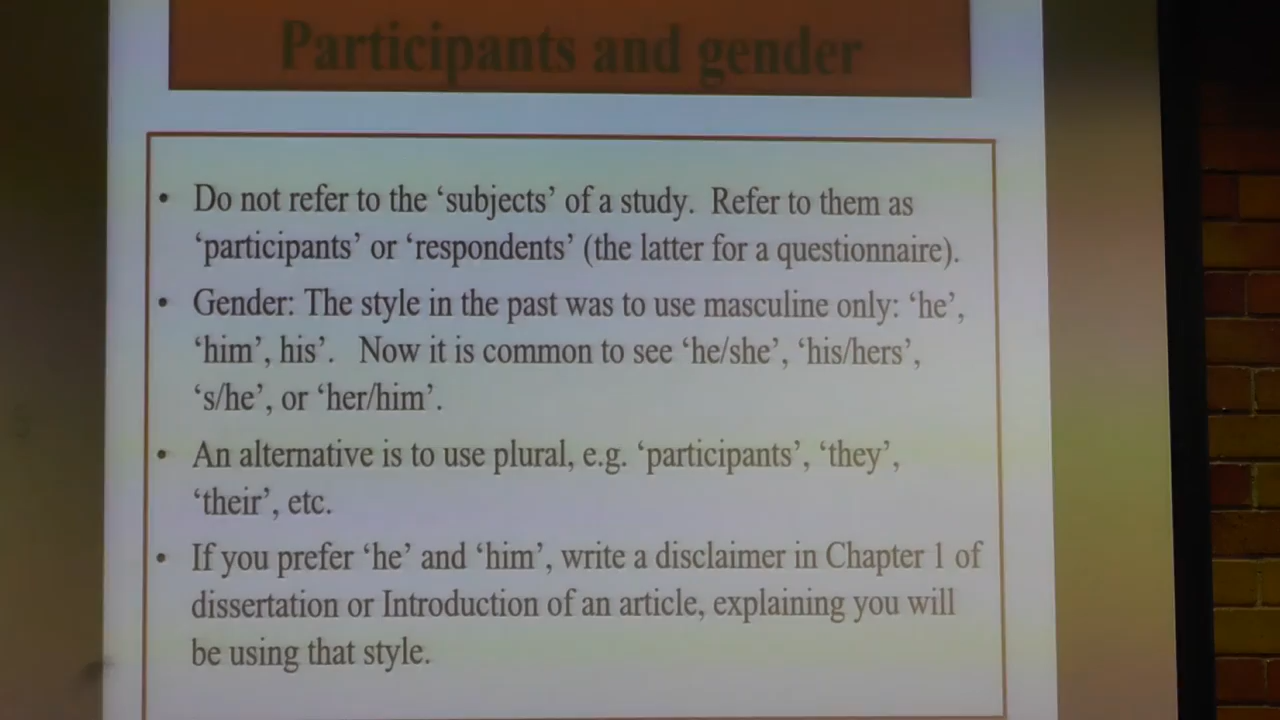 Participants and gender
• Do not refer to the ‘subjects’ of a study.  Refer to them as
‘participants’ or ‘respondents’ (the latter for a questionnaire).
• Gender: The style in the past was to use masculine only: ‘he’,
‘him’, his’.   Now it is common to see ‘he/she’, ‘his/hers’,
‘s/he’, or ‘her/him’.
• An alternative is to use plural, e.g. ‘participants’, ‘they’,
‘their’, etc.
• If you prefer ‘he’ and ‘him’, write a disclaimer in Chapter 1 of
dissertation or Introduction of an article, explaining you will
be using that style.